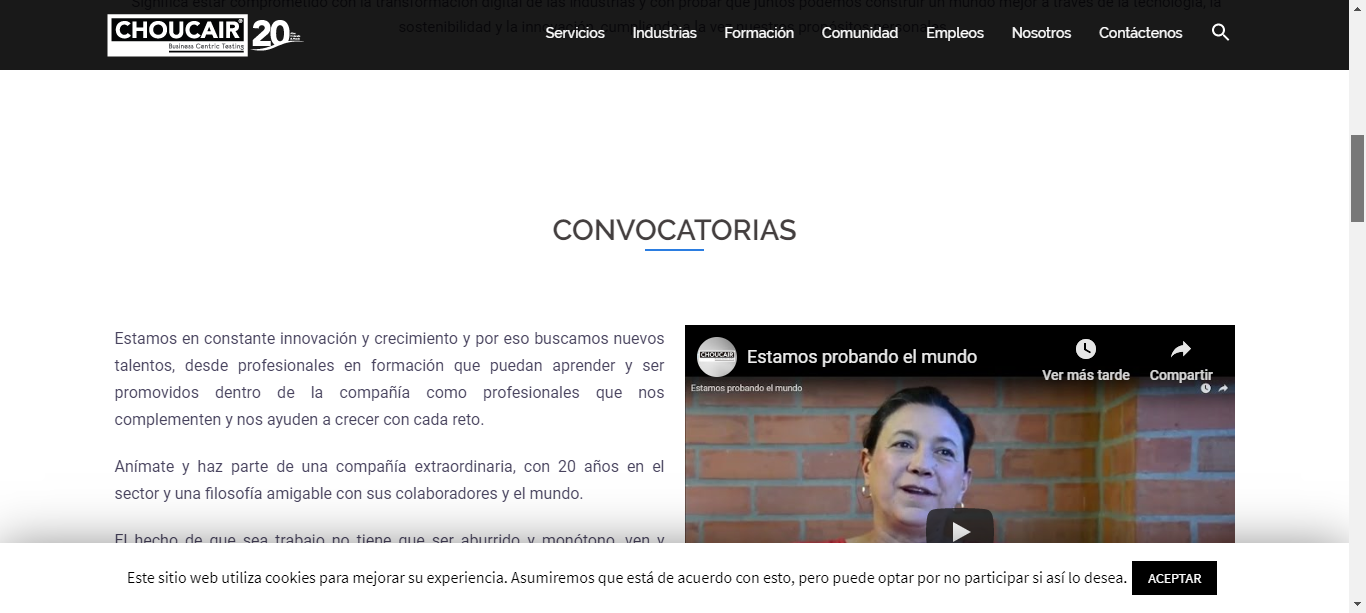 Significa estar comprometido con la transformación digital de las industrias y con probar que juntos podemos construir un mundo mejor a través de la tecnología, la
sostenibilidad y la innovación, cumpliendo a la vez nuestros propósitos personales.
CHOUCAIR
Business Centric Testing
20
Servicios Industrias Formación Comunidad Empleos Nosotros Contáctenos
CONVOCATORIAS
Estamos en constante innovación y crecimiento y por eso buscamos nuevos
talentos, desde profesionales en formación que puedan aprender y ser
promovidos dentro de la compañía como profesionales que nos
complementen y nos ayuden a crecer con cada reto.
Anímate y haz parte de una compañía extraordinaria, con 20 años en el
sector y una filosofía amigable con sus colaboradores y el mundo.
El hecho de que sea trabajo no tiene que ser aburrido y monótono, ven y
CHOUCAIR
Estamos probando el mundo
Ver más tarde Compartir
Estamos probando el mundo
Este sitio web utiliza cookies para mejorar su experiencia. Asumiremos que está de acuerdo con esto, pero puede optar por no participar si así lo desea. ACEPTAR